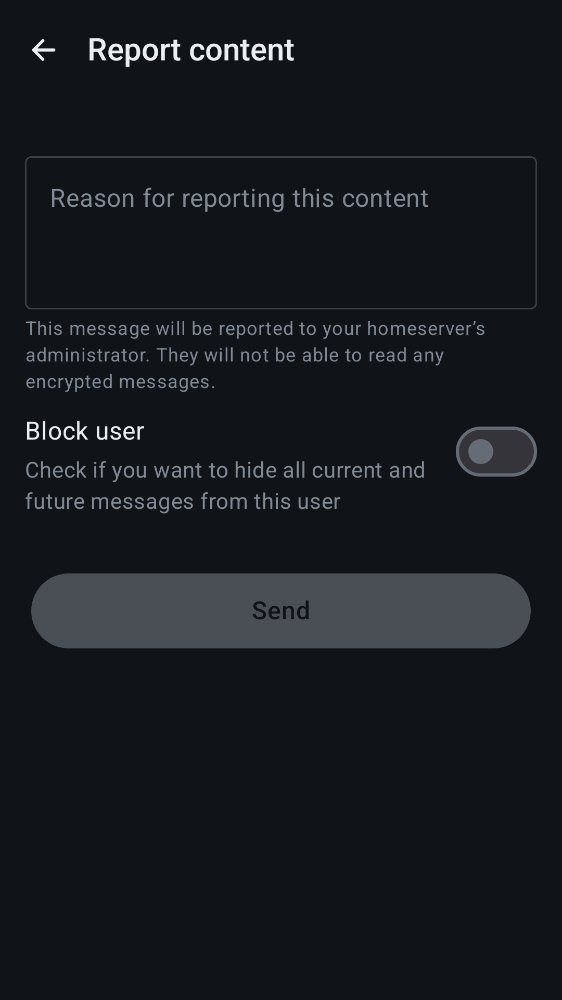 Report content
Reason for reporting this content
This message will be reported to your homeserver’s
administrator. They will not be able to read any
encrypted messages.
Block user
Check if you want to hide all current and
future messages from this user
Send